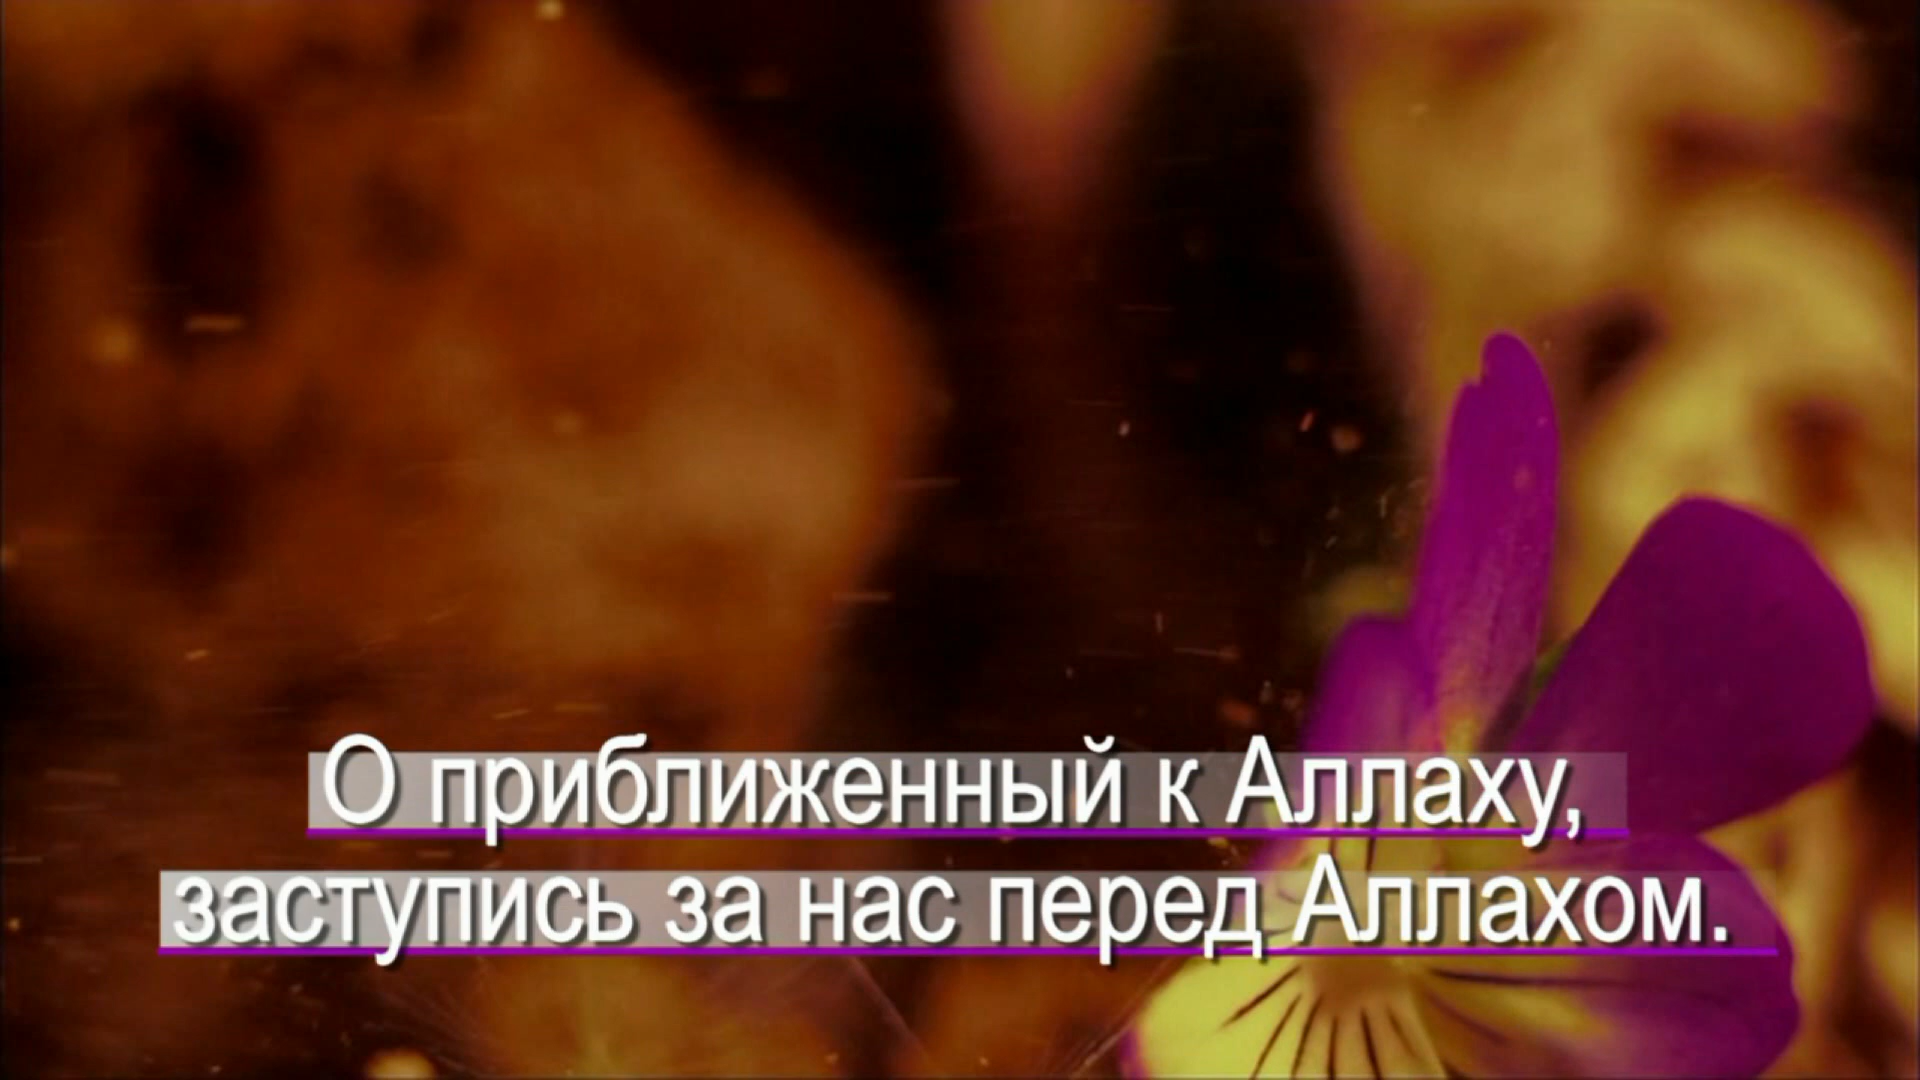 О приближенный к Аллаху,
заступись за нас перед Аллахом.